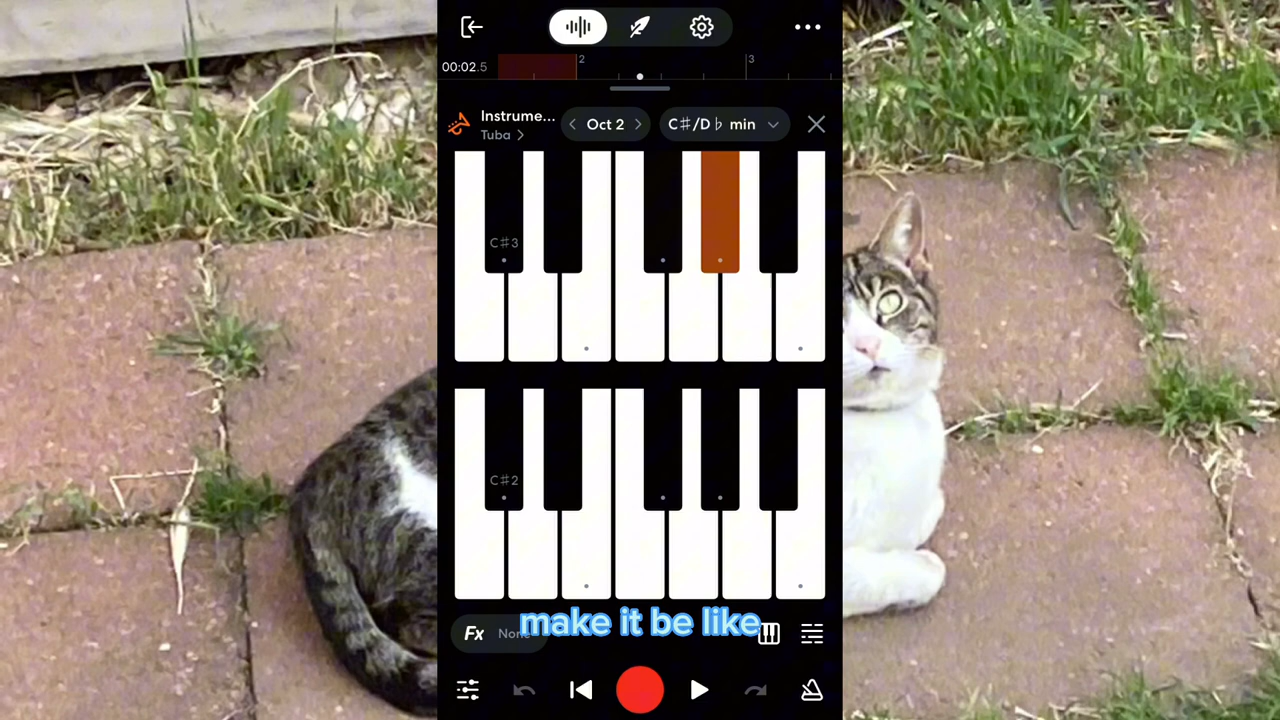 2
3
00:02.5
Instrume...
Tuba
Oct 2
C♯/D♭ min
C♯3
C♯2
make it be like
Fx